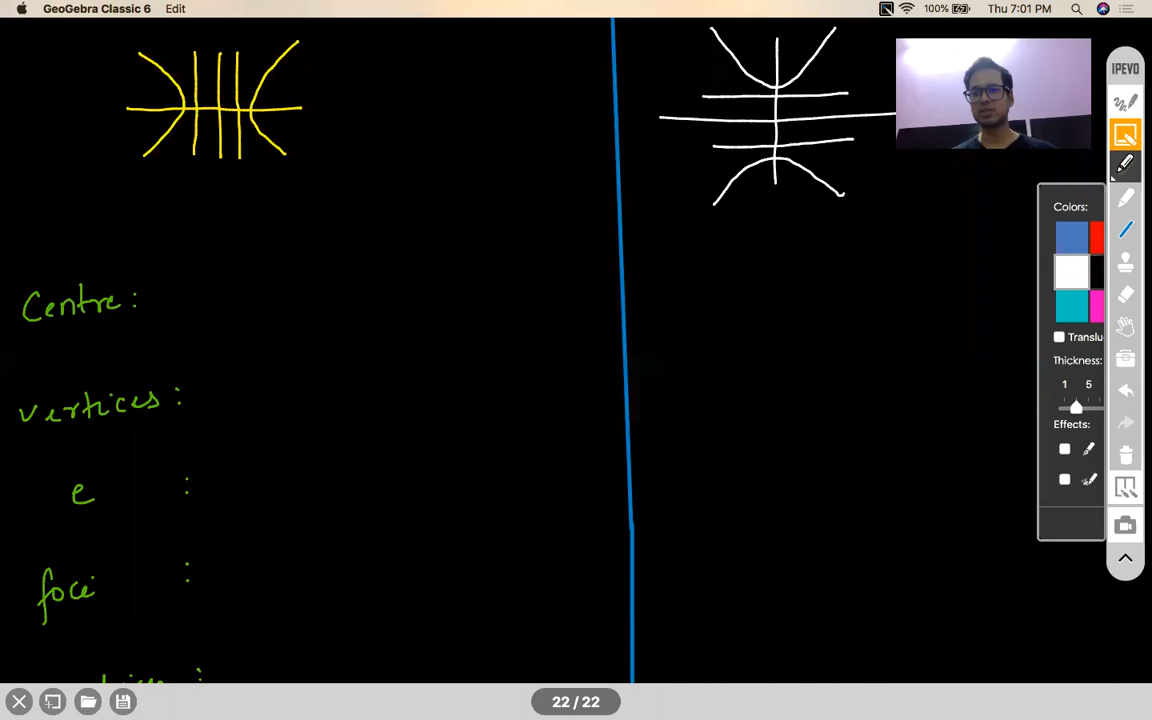 GeoGebra Classic 6 Edit 100% Thu 7:01 PM
IPEVO
Colors:
Centre:
Translu
Thickness:
1 5
vertices:
Effects:
e :
foci :
22 / 22